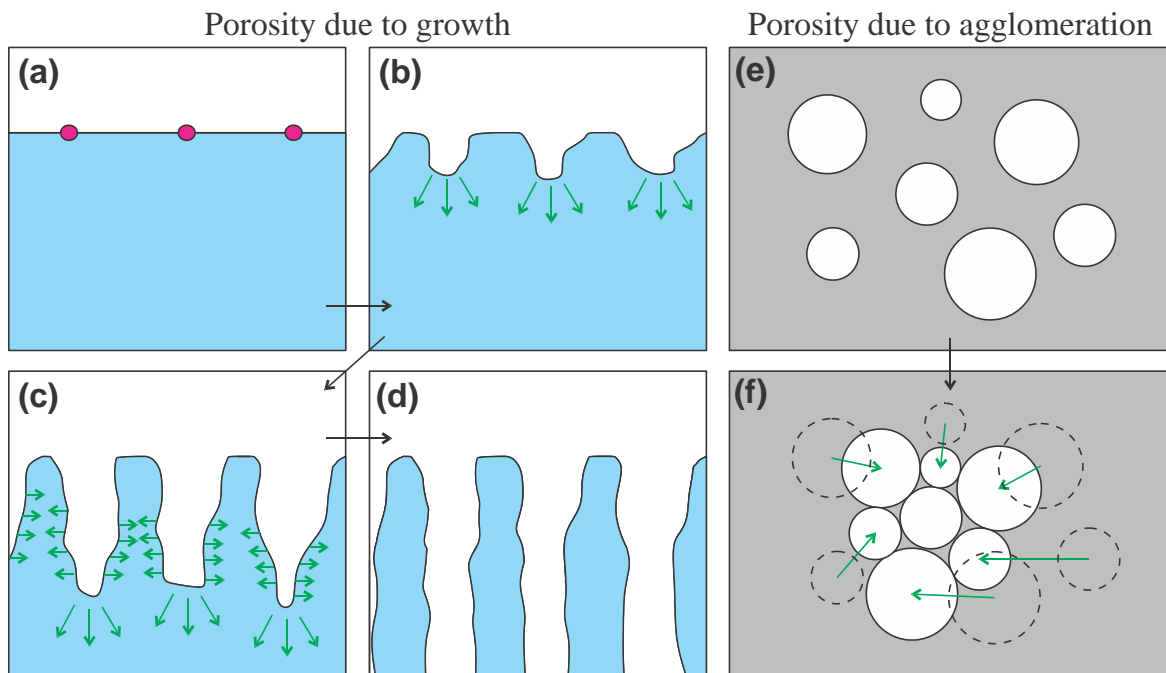 Porosity due to growth
Porosity due to agglomeration
(a)
(b)
(e)
(c)
(d)
(f)